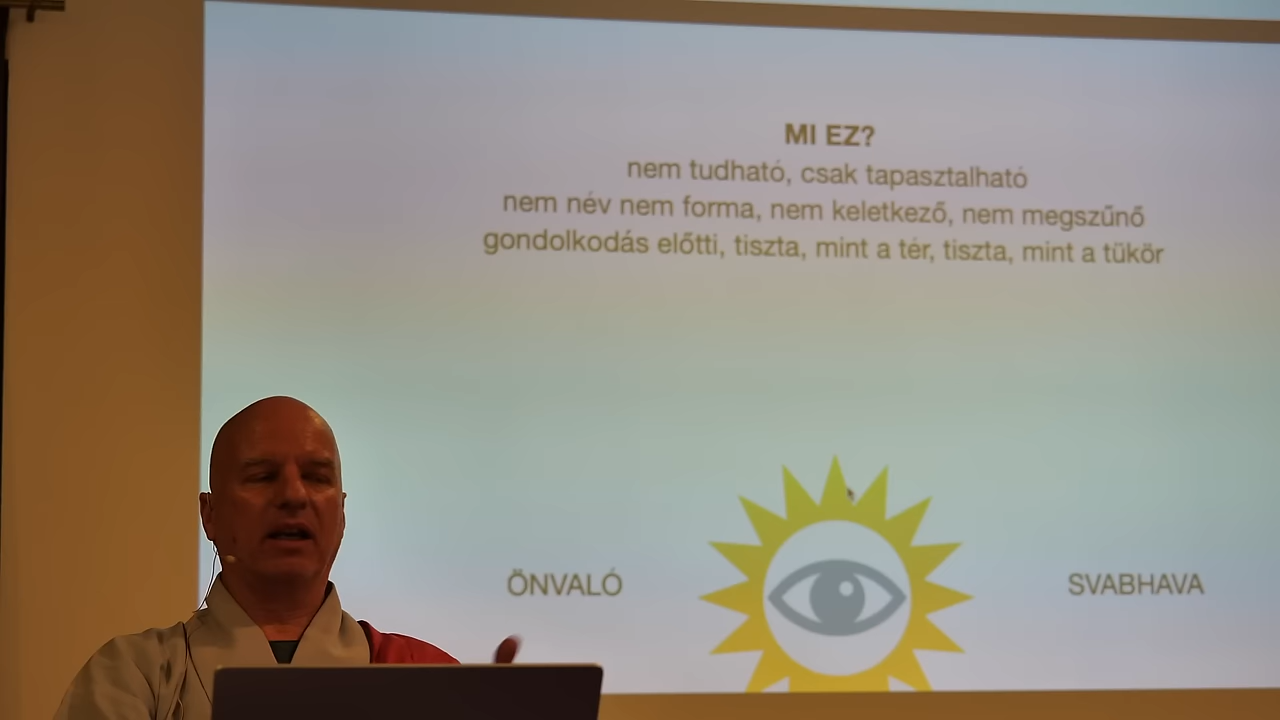 MI EZ?
nem tudható, csak tapasztalható
nem név nem forma, nem keletkező, nem megszűnő
gondolkodás előtti, tiszta, mint a tér, tiszta, mint a tükör
ÖNVALÓ
SVABHAVA